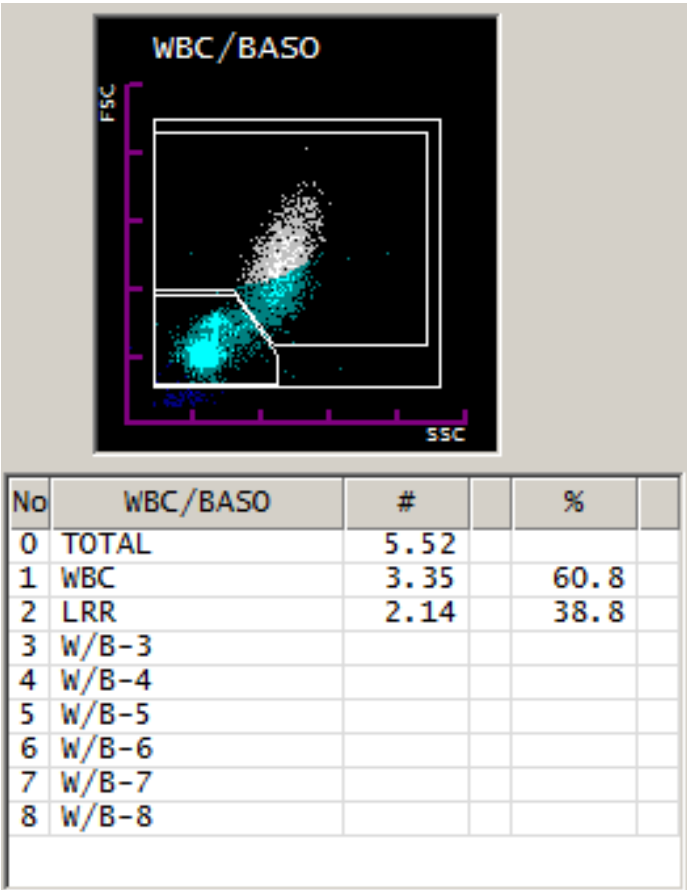 WBC/BASO
FSC
SSC
No WBC/BASO # %
0 TOTAL 5.52
1 WBC 3.35 60.8
2 LRR 2.14 38.8
3 W/B-3
4 W/B-4
5 W/B-5
6 W/B-6
7 W/B-7
8 W/B-8